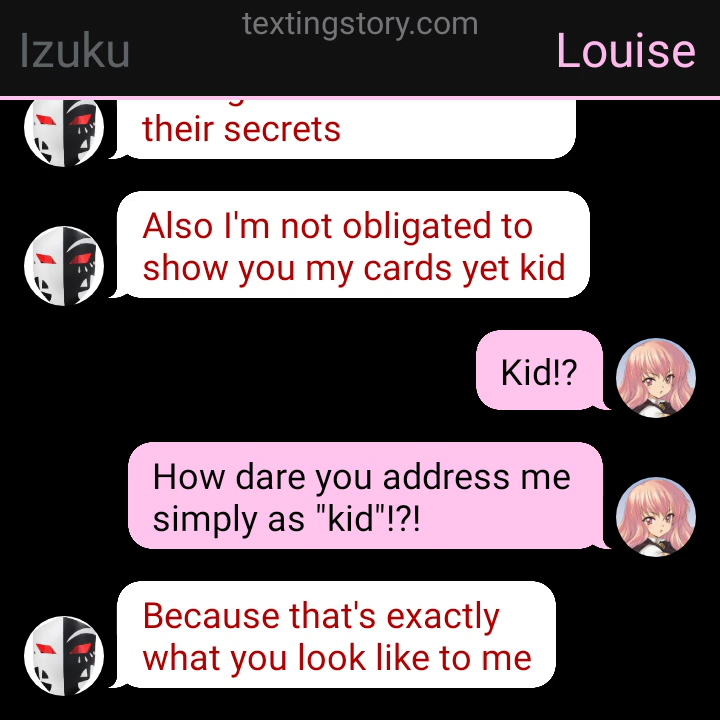 textingstory.com
Izuku
Louise
their secrets
Also I'm not obligated to
show you my cards yet kid
Kid!?
How dare you address me
simply as "kid"!?!
Because that's exactly
what you look like to me